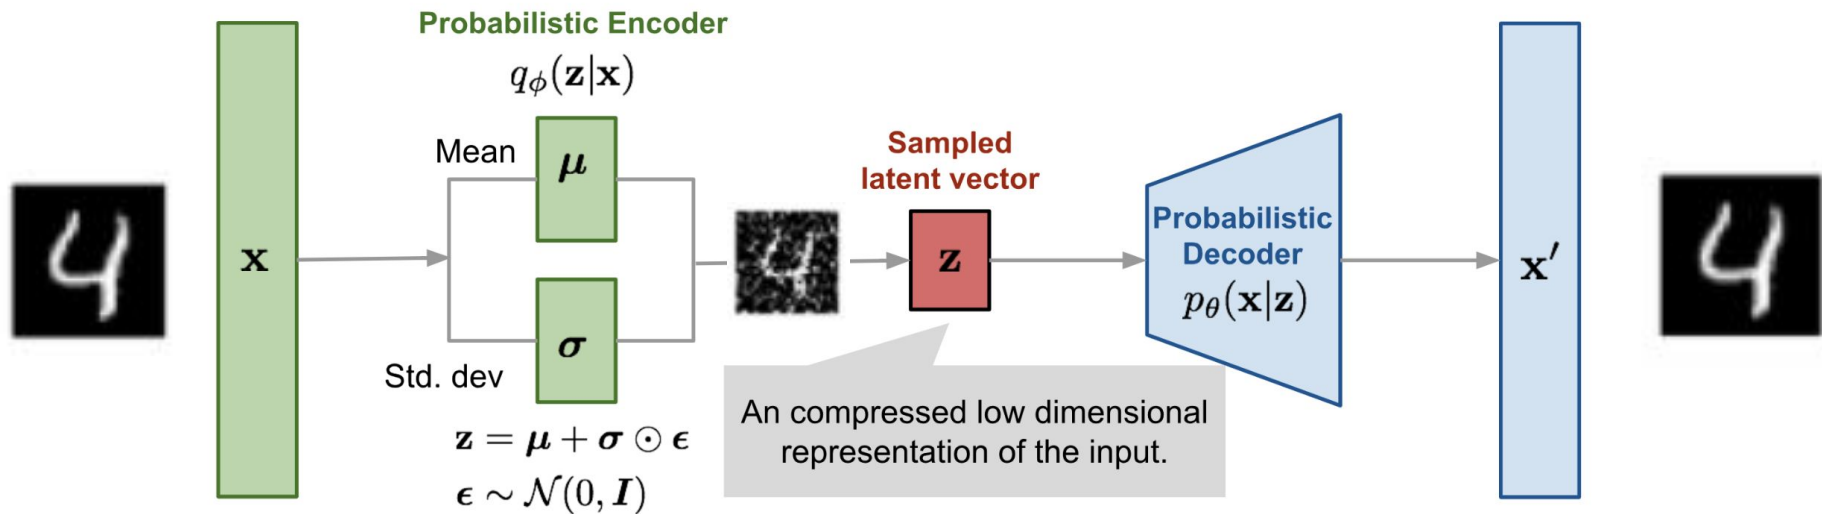 Probabilistic Encoder
qϕ(z|x)
x
Mean
μ
Std. dev
σ
z = μ + σ ⊙ ϵ
ϵ ∼ 𝒩(0, I)
Sampled
latent vector
z
An compressed low dimensional
representation of the input.
Probabilistic
Decoder
pθ(x|z)
x′